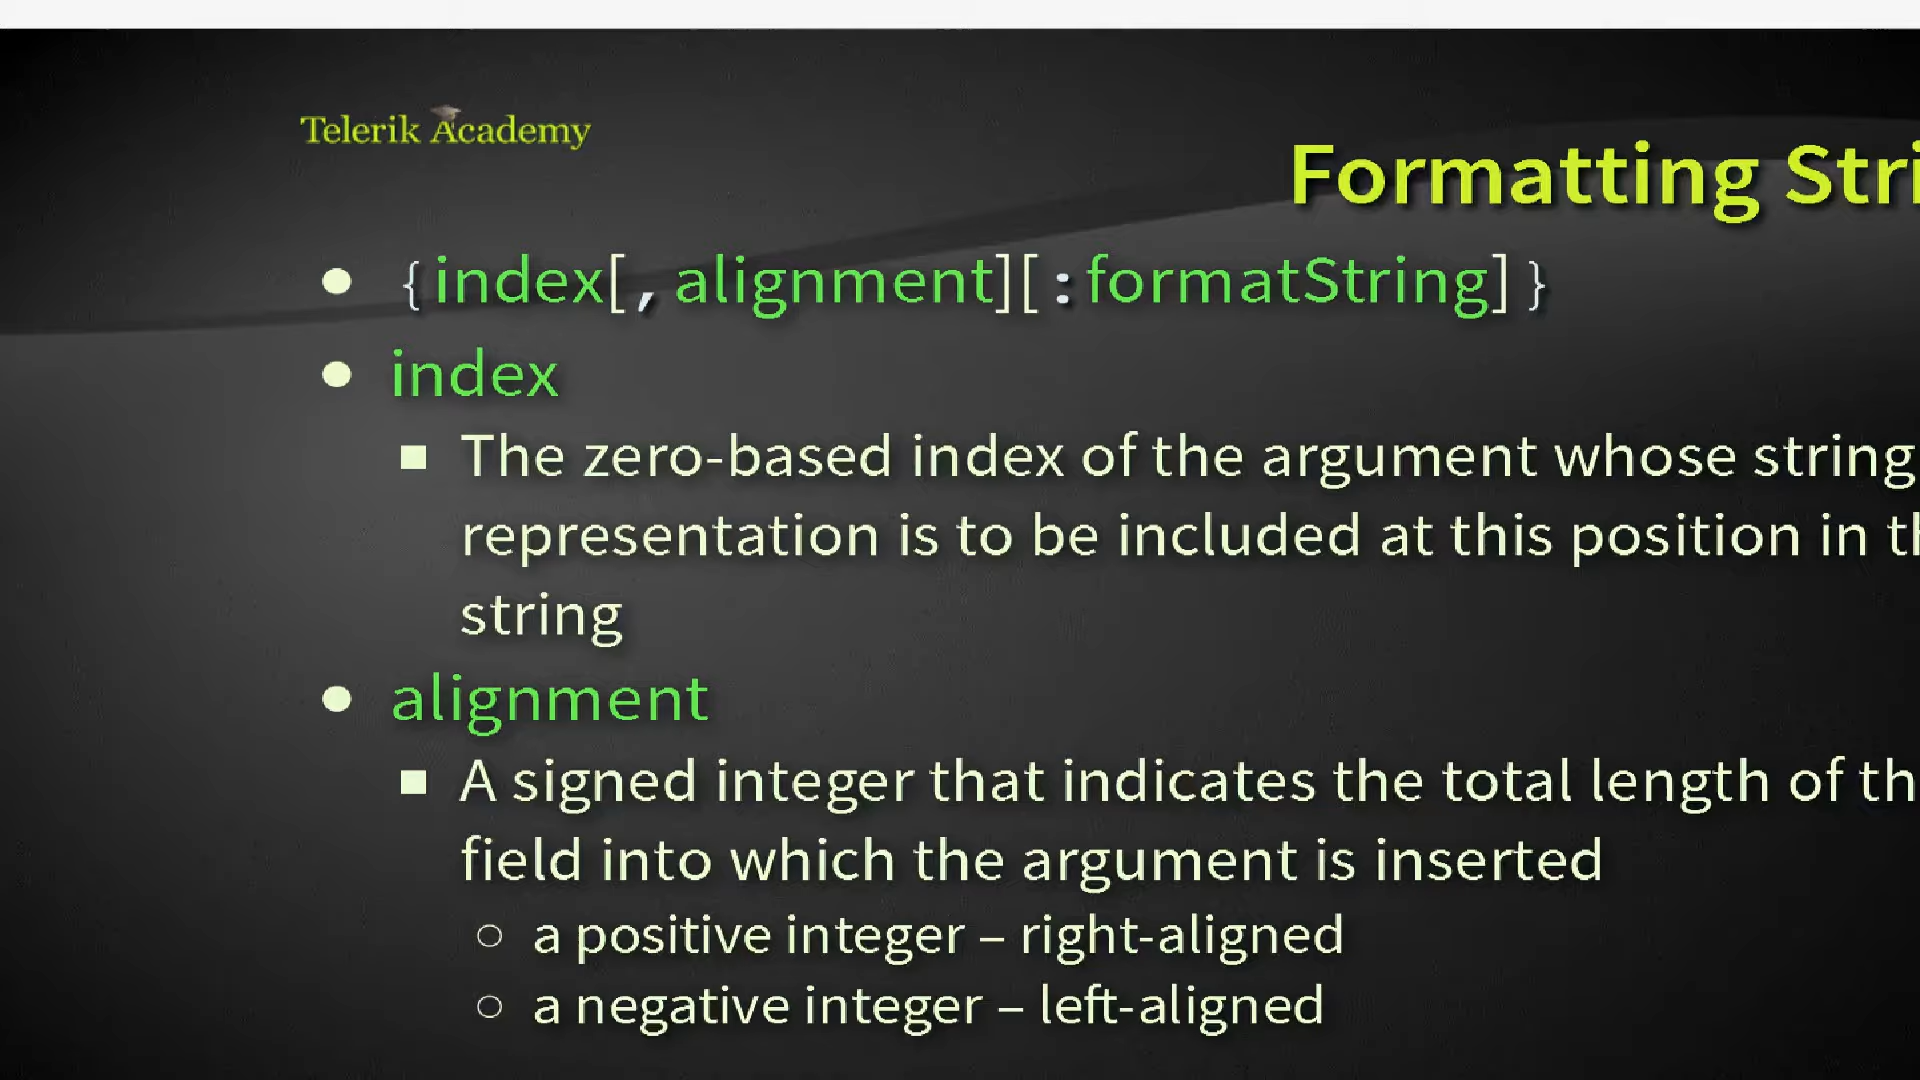 Telerik Academy
Formatting Stri
{index[,alignment][:formatString]}
index
The zero-based index of the argument whose string
representation is to be included at this position in th
string
alignment
A signed integer that indicates the total length of th
field into which the argument is inserted
a positive integer – right-aligned
a negative integer – left-aligned